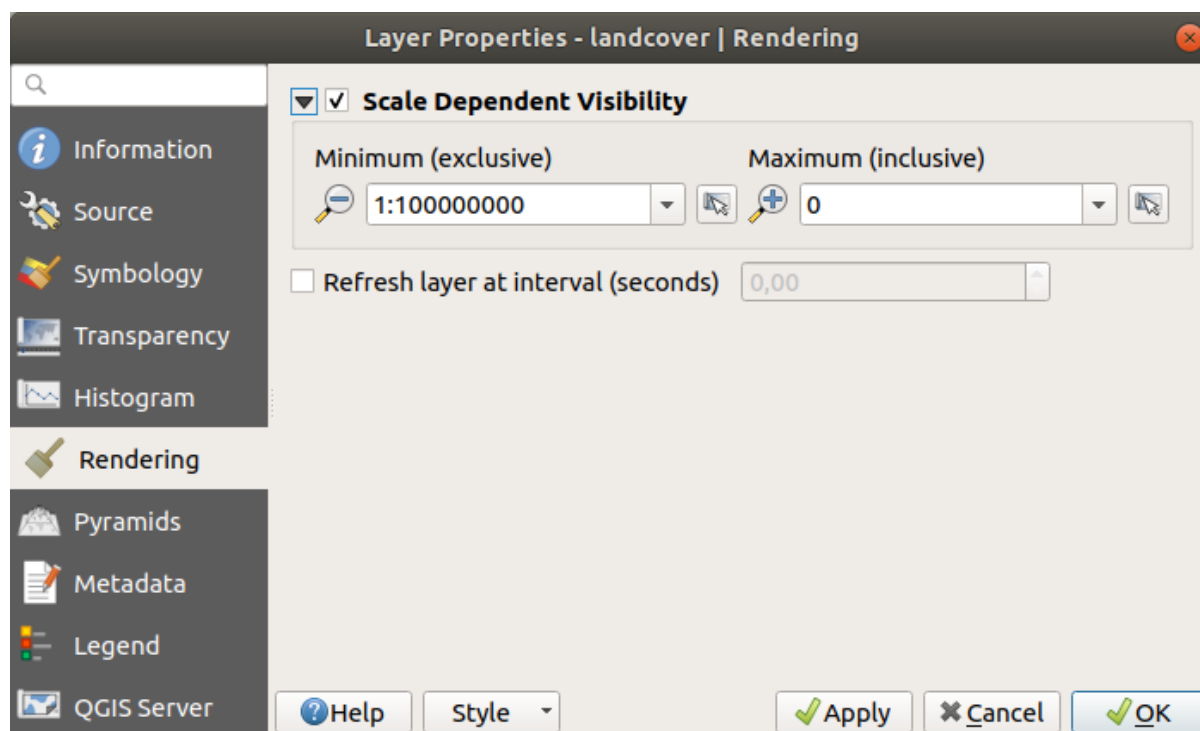 Layer Properties - landcover | Rendering
Information
Source
Symbology
Transparency
Histogram
Rendering
Pyramids
Metadata
Legend
QGIS Server
Scale Dependent Visibility
Minimum (exclusive) Maximum (inclusive)
1:100000000 0
Refresh layer at interval (seconds) 0,00
Help Style Apply Cancel OK